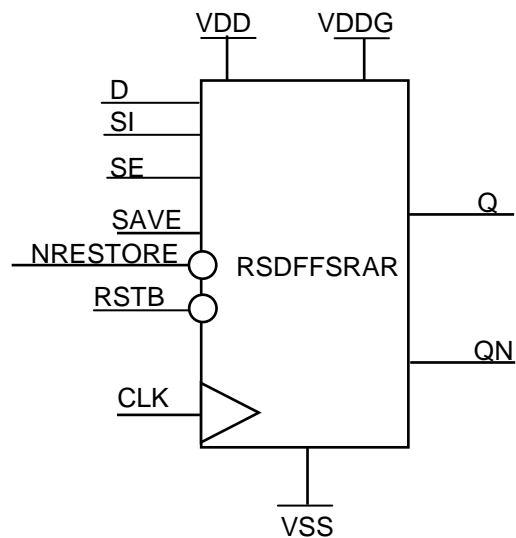 VDD VDDG
D
SI
SE
SAVE
NRESTORE
RSDFFSRAR
RSTB
CLK
Q
QN
VSS